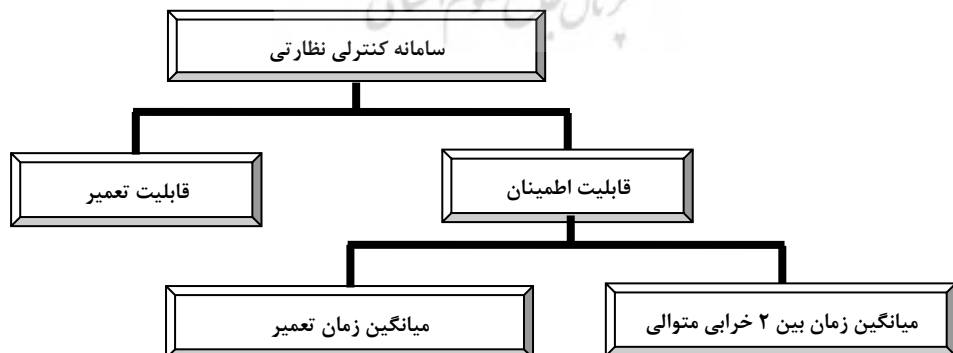 سامانه کنترلی نظارتی
قابلیت اطمینان
قابلیت تعمیر
میانگین زمان بین ۲ خرابی متوالی
میانگین زمان تعمیر